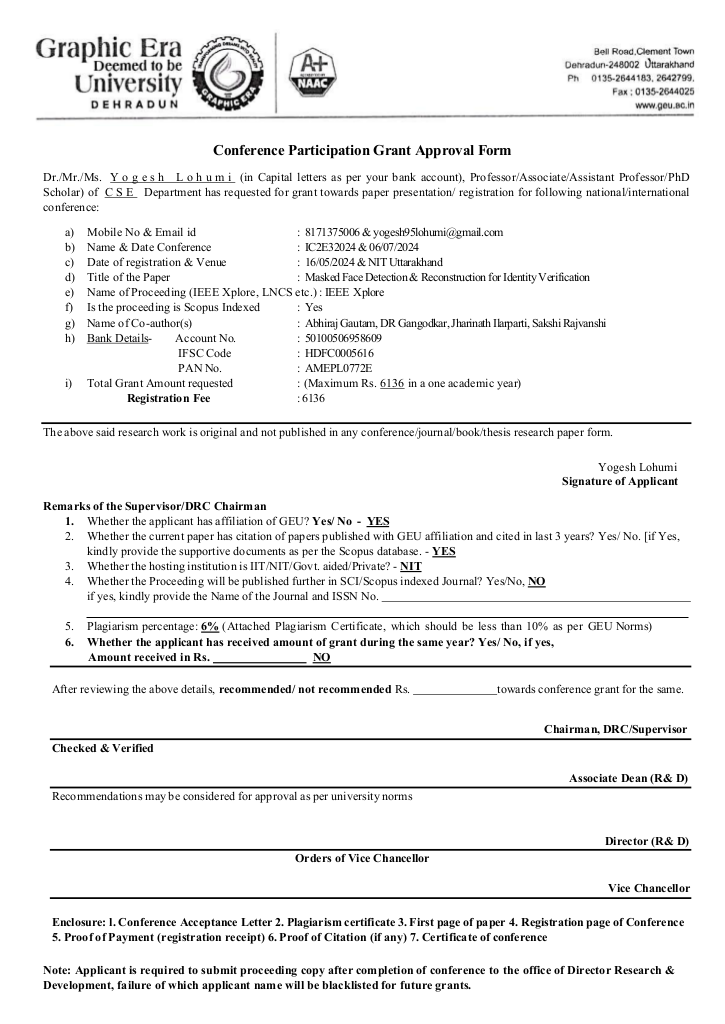 Graphic Era
Deemed to be
University
DEHRADUN
GRAPHIC ERA
A+
ACCREDITED BY
NAAC
Bell Road,Clement Town
Dehradun-248002 Uttarakhand
Ph 0135-2644183, 2642799,
Fax : 0135-2644025
www.geu.ac.in
Conference Participation Grant Approval Form
Dr./Mr./Ms. Yogesh Lohumi (in Capital letters as per your bank account), Professor/Associate/Assistant Professor/PhD
Scholar) of CSE Department has requested for grant towards paper presentation/ registration for following national/international
conference:
a) Mobile No & Email id : 8171375006 & yogesh95lohumi@gmail.com
b) Name & Date Conference : IC2E32024 & 06/07/2024
c) Date of registration & Venue : 16/05/2024 & NIT Uttarakhand
d) Title of the Paper : Masked Face Detection & Reconstruction for Identity Verification
e) Name of Proceeding (IEEE Xplore, LNCS etc.) : IEEE Xplore
f) Is the proceeding is Scopus Indexed : Yes
g) Name of Co-author(s) : Abhiraj Gautam, DR Gangodkar, Jharinath Ilarparti, Sakshi Rajvanshi
h) Bank Details- Account No. : 50100506958609
IFSC Code : HDFC0005616
PAN No. : AMEPL0772E
i) Total Grant Amount requested : (Maximum Rs. 6136 in a one academic year)
Registration Fee : 6136
The above said research work is original and not published in any conference/journal/book/thesis research paper form.
Yogesh Lohumi
Signature of Applicant
Remarks of the Supervisor/DRC Chairman
1. Whether the applicant has affiliation of GEU? Yes/ No - YES
2. Whether the current paper has citation of papers published with GEU affiliation and cited in last 3 years? Yes/ No. [if Yes,
kindly provide the supportive documents as per the Scopus database. - YES
3. Whether the hosting institution is IIT/NIT/Govt. aided/Private? - NIT
4. Whether the Proceeding will be published further in SCI/Scopus indexed Journal? Yes/No, NO
if yes, kindly provide the Name of the Journal and ISSN No. ____________________
5. Plagiarism percentage: 6% (Attached Plagiarism Certificate, which should be less than 10% as per GEU Norms)
6. Whether the applicant has received amount of grant during the same year? Yes/ No, if yes,
Amount received in Rs. ________________ NO
After reviewing the above details, recommended/ not recommended Rs. ______________towards conference grant for the same.
Chairman, DRC/Supervisor
Checked & Verified
Associate Dean (R& D)
Recommendations may be considered for approval as per university norms
Director (R& D)
Orders of Vice Chancellor
Vice Chancellor
Enclosure: 1. Conference Acceptance Letter 2. Plagiarism certificate 3. First page of paper 4. Registration page of Conference
5. Proof of Payment (registration receipt) 6. Proof of Citation (if any) 7. Certificate of conference
Note: Applicant is required to submit proceeding copy after completion of conference to the office of Director Research &
Development, failure of which applicant name will be blacklisted for future grants.